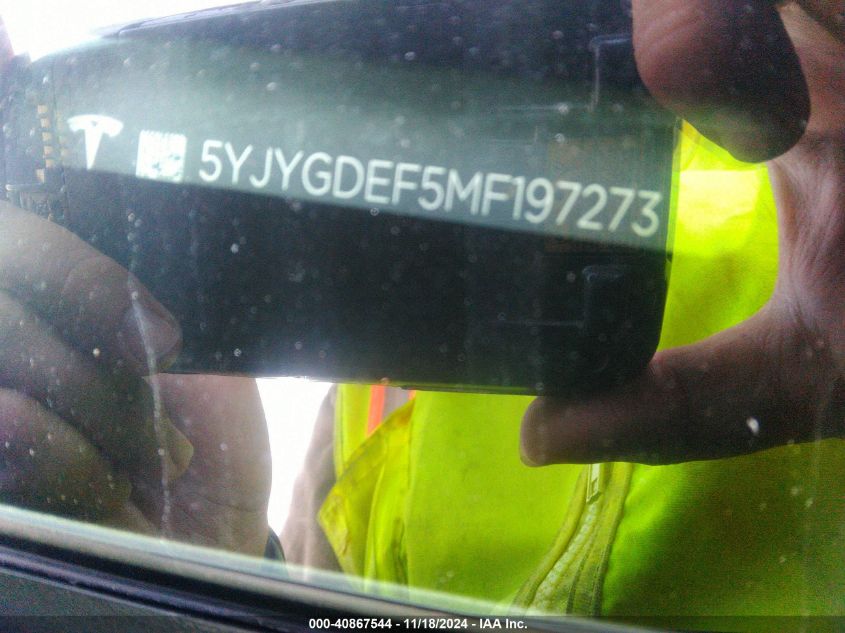 5YJYGDEF5MF197273
000-40867544 - 11/18/2024 - IAA Inc.